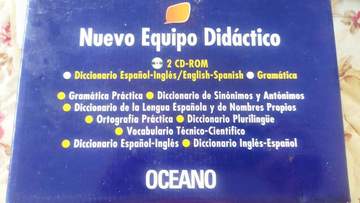 Nuevo Equipo Didáctico
2 CD-ROM
Diccionario Español-Inglés/English-Spanish Gramática
Gramática Práctica Diccionario de Sinónimos y Antónimos
Diccionario de la Lengua Española y de Nombres Propios
Ortografía Práctica Diccionario Plurilingüe
Vocabulario Técnico-Científico
Diccionario Español-Inglés Diccionario Inglés-Español
OCEANO